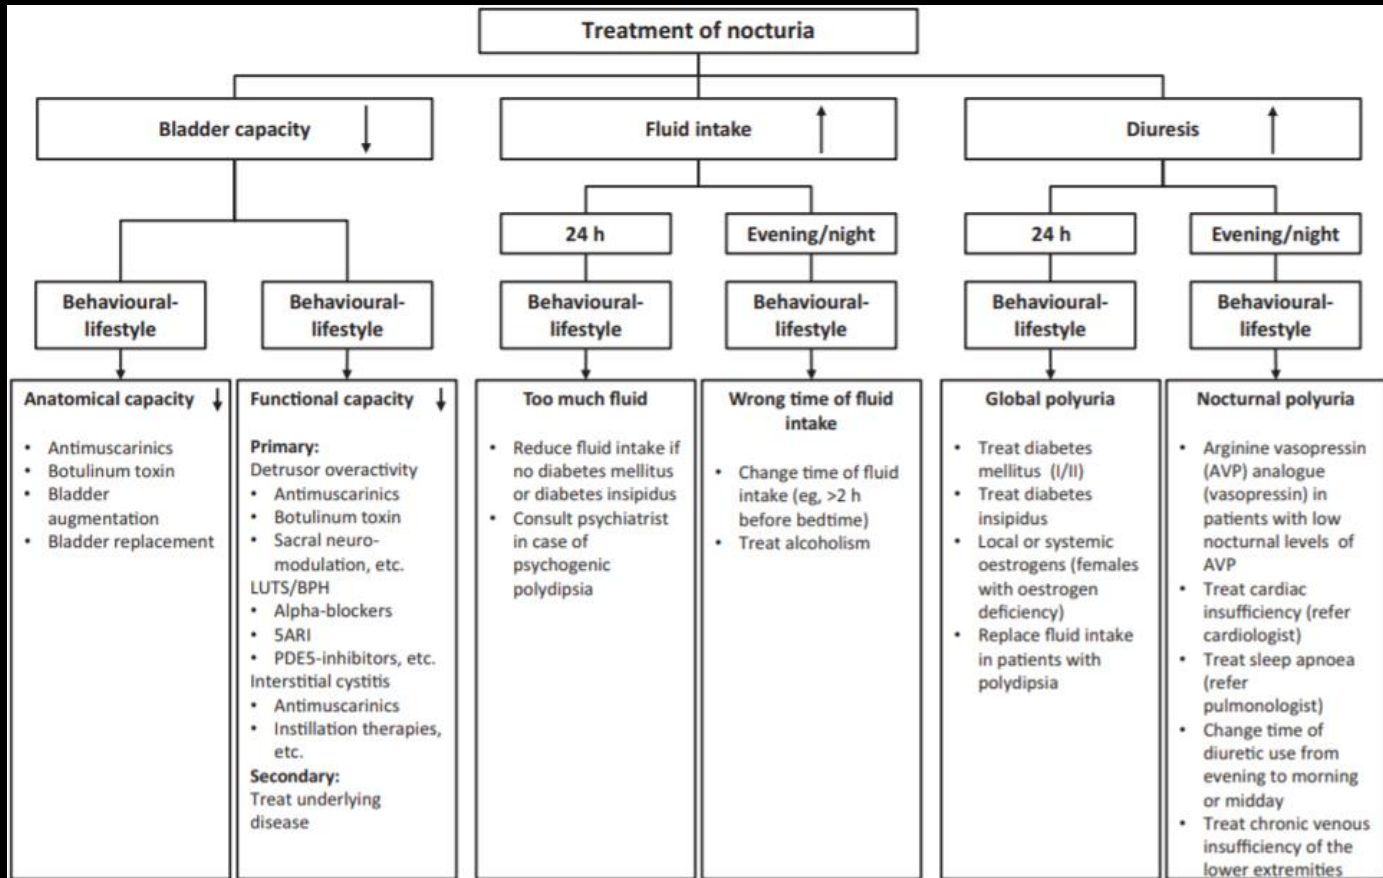 Treatment of nocturia
Bladder capacity
Fluid intake
Diuresis
24 h
Evening/night
24 h
Evening/night
Behavioural-
lifestyle
Behavioural-
lifestyle
Behavioural-
lifestyle
Behavioural-
lifestyle
Behavioural-
lifestyle
Behavioural-
lifestyle
Anatomical capacity
• Antimuscarinics
• Botulinum toxin
• Bladder
augmentation
• Bladder replacement
Functional capacity
Primary:
Detrusor overactivity
• Antimuscarinics
• Botulinum toxin
• Sacral neuro-
modulation, etc.
LUTS/BPH
• Alpha-blockers
• 5ARI
• PDE5-inhibitors, etc.
Interstitial cystitis
• Antimuscarinics
• Instillation therapies,
etc.
Secondary:
Treat underlying
disease
Too much fluid
• Reduce fluid intake if
no diabetes mellitus
or diabetes insipidus
• Consult psychiatrist
in case of
psychogenic
polydipsia
Wrong time of fluid
intake
• Change time of fluid
intake (eg, >2 h
before bedtime)
• Treat alcoholism
Global polyuria
• Treat diabetes
mellitus (I/II)
• Treat diabetes
insipidus
• Local or systemic
oestrogens (females
with oestrogen
deficiency)
• Replace fluid intake
in patients with
polydipsia
Nocturnal polyuria
• Arginine vasopressin
(AVP) analogue
(vasopressin) in
patients with low
nocturnal levels of
AVP
• Treat cardiac
insufficiency (refer
cardiologist)
• Treat sleep apnoea
(refer
pulmonologist)
• Change time of
diuretic use from
evening to morning
or midday
• Treat chronic venous
insufficiency of the
lower extremities